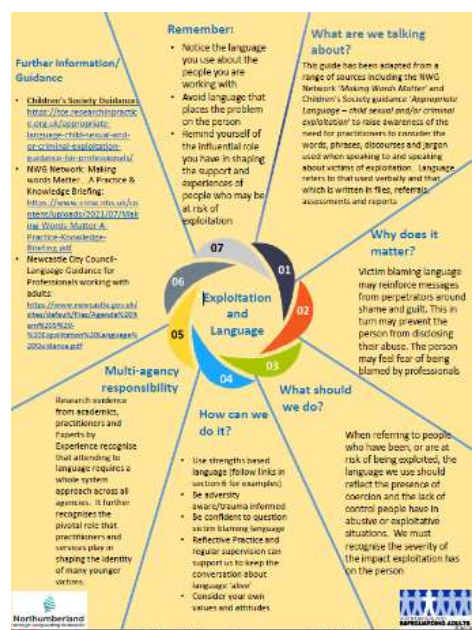 What are we talking
about?
This guide has been adapted from a
range of sources including the NWG
Network 'Making Words Matter' and
Children's Society guidance 'Appropriate
Language – child sexual and/or criminal
exploitation' to raise awareness of the
need for practitioners to consider the
words, phrases, discourses and jargon
used when speaking to and speaking
about victims of exploitation. Language
refers to that used verbally and that
which is written in files, referrals,
assessments and reports
Why does it
matter?
Victim blaming language
may reinforce messages
from perpetrators around
shame and guilt. This in
turn may prevent the
person from disclosing
their abuse. The person
may feel fear of being
blamed by professionals
What should
we do?
When referring to people
who have been, or are at
risk of being exploited, the
language we use should
reflect the presence of
coercion and the lack of
control people have in
abusive or exploitative
situations. We must
recognise the severity of
the impact exploitation has
on the person
How can we
do it?
• Use strengths based
language (follow links in
section 6 for examples)
• Be adversity
aware/trauma informed
• Be confident to question
victim blaming language
• Reflective Practice and
regular supervision can
support us to keep the
conversation about
language 'alive'
• Consider your own
values and attitudes
Multi-agency
responsibility
Research evidence
from academics,
practitioners and
Experts by
Experience recognise
that attending to
language requires a
whole system
approach across all
agencies. It further
recognises the
pivotal role that
practitioners and
services play in
shaping the identity
of many younger
victims.
Further Information/
Guidance
• Children's Society Guidance:
https://tce.researchinpractic
e.org.uk/appropriate-
language-child-sexual-and-
or-criminal-exploitation-
guidance-for-professionals/
• NWG Network: Making
words Matter. A Practice &
Knowledge Briefing:
ntent/uploads/2021/07/Mak
ing-Words-Matter-A-
Practice-Knowledge-
Briefing.pdf
• Newcastle City Council-
Language Guidance for
Professionals working with
adults:
https://www.newcastle.gov.uk/
Remember:
• Notice the language
you use about the
people you are
working with
• Avoid language that
places the problem
on the person
• Remind yourself of
the influential role
you have in shaping
the support and
experiences of
people who may be
at risk of
exploitation
Exploitation
and
Language
01
02
03
04
05
06
07
Northumberland
SAFEGUARDING ADULTS